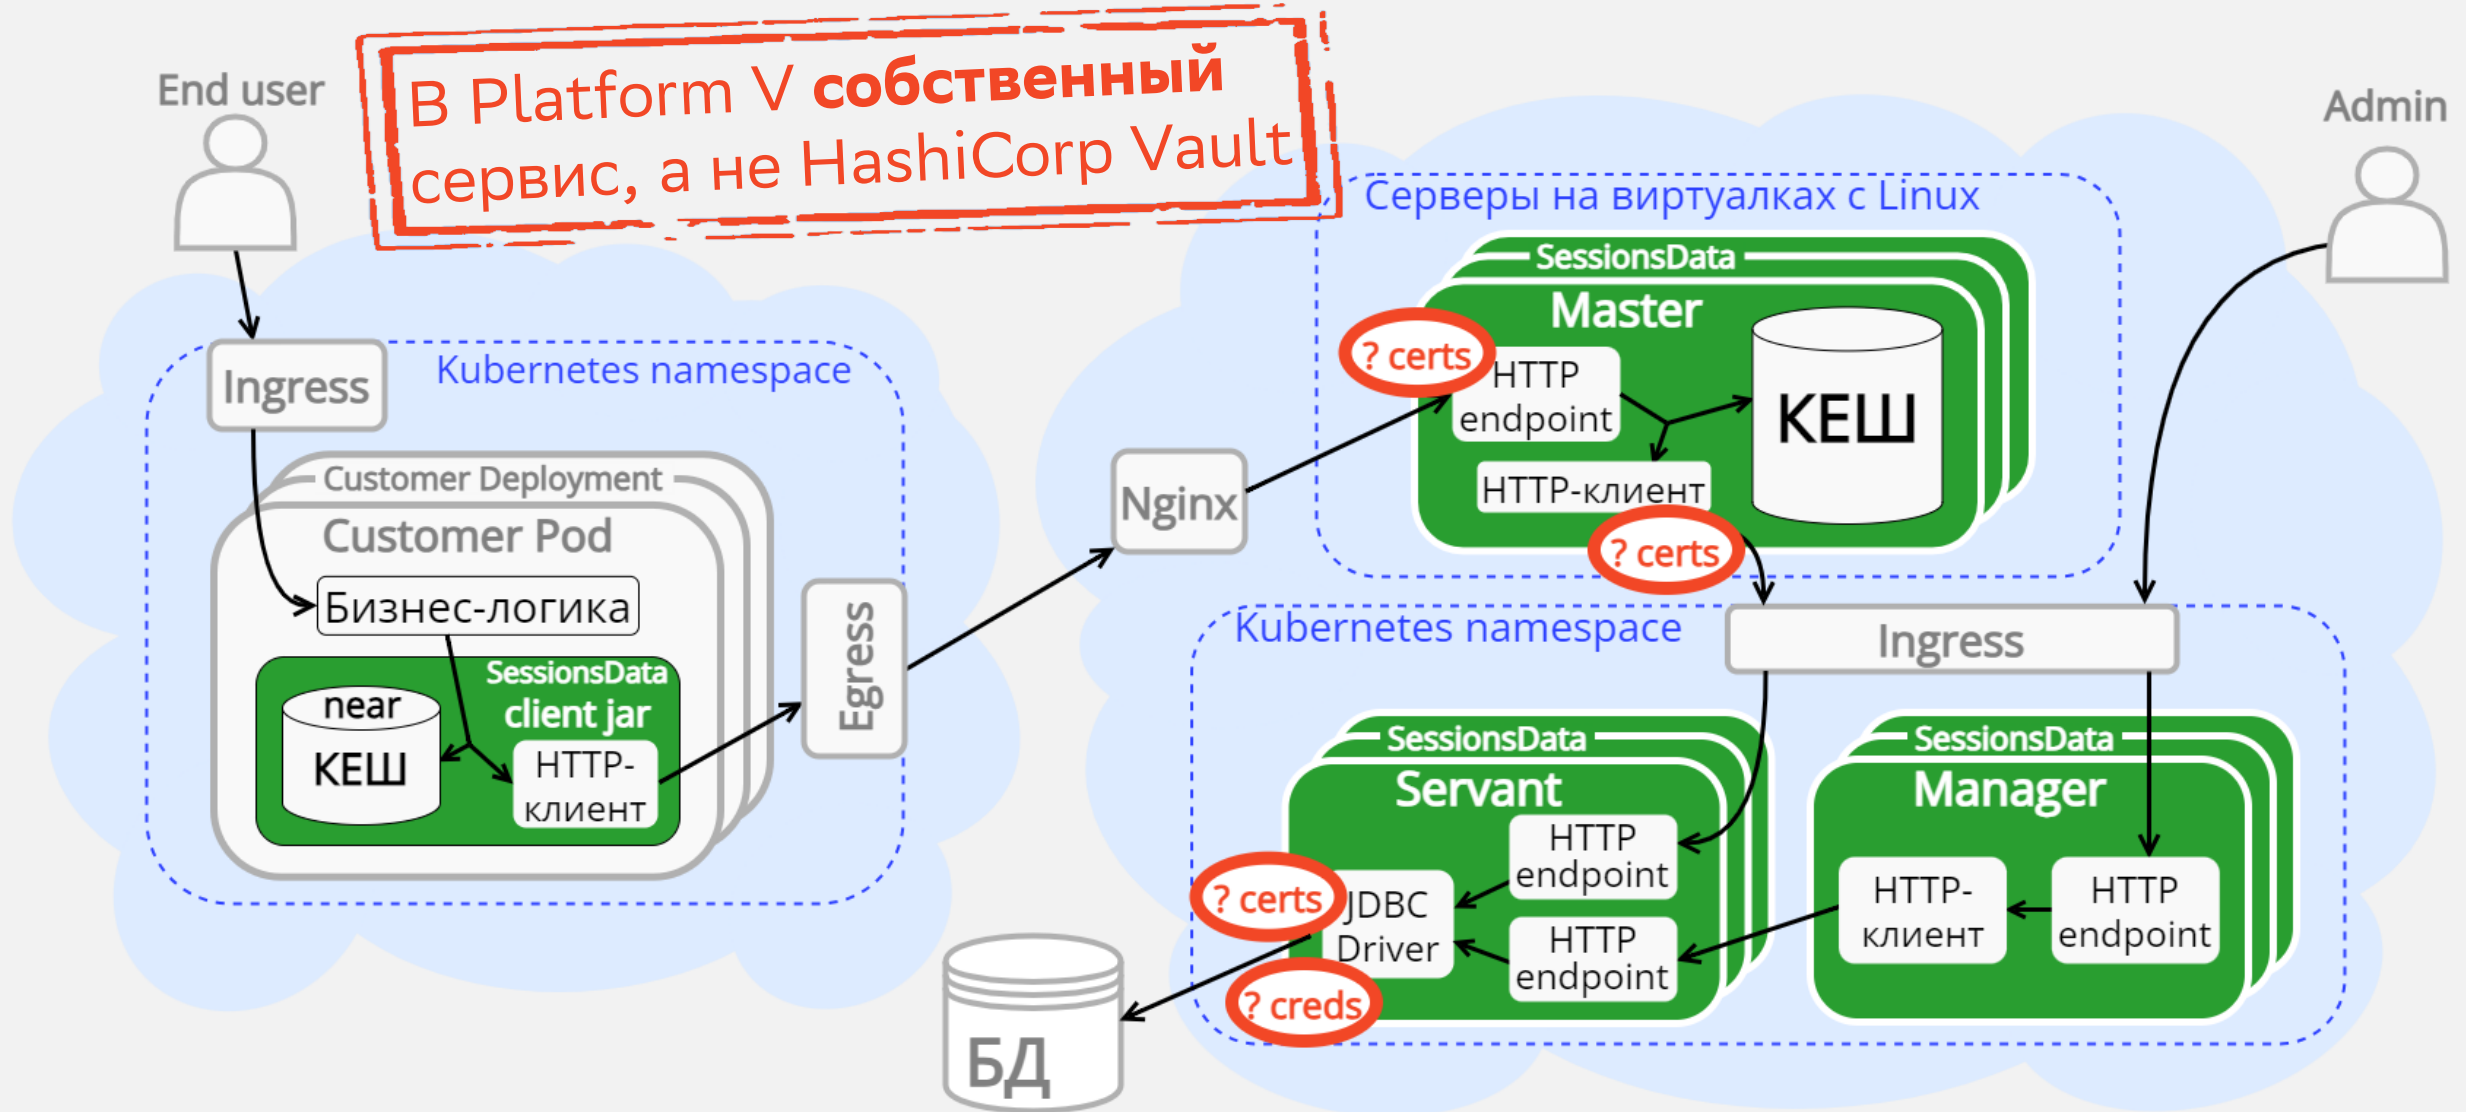 End user
В Platform V собственный
сервис, а не HashiCorp Vault
Admin
Серверы на виртуалках с Linux
SessionsData
Master
? certs
HTTP
endpoint
КЕШ
HTTP-клиент
? certs
Ingress
Kubernetes namespace
Customer Deployment
Customer Pod
Бизнес-логика
SessionsData
client jar
near
КЕШ
HTTP-
клиент
Egress
Nginx
Kubernetes namespace
Ingress
SessionsData
Servant
HTTP
endpoint
? certs
JDBC
Driver
HTTP
endpoint
? creds
SessionsData
Manager
HTTP-
клиент
HTTP
endpoint
БД